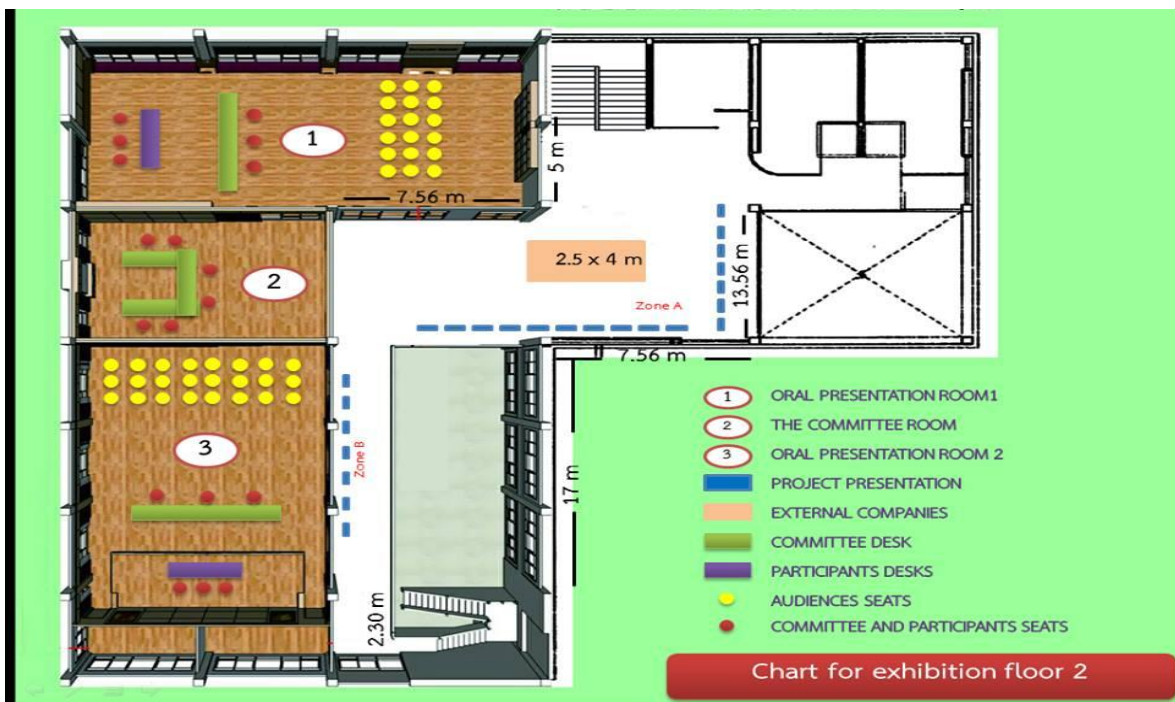 1
5 m
7.56 m
2.5 x 4 m
2
13.56 m
Zone A
7.56 m
3
Zone B
17 m
2.30 m
1 ORAL PRESENTATION ROOM1
2 THE COMMITTEE ROOM
3 ORAL PRESENTATION ROOM 2
PROJECT PRESENTATION
EXTERNAL COMPANIES
COMMITTEE DESK
PARTICIPANTS DESKS
AUDIENCES SEATS
COMMITTEE AND PARTICIPANTS SEATS
Chart for exhibition floor 2